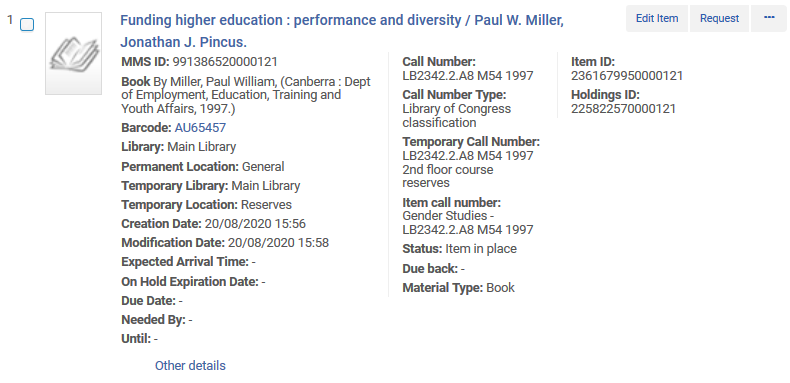 1
Funding higher education : performance and diversity / Paul W. Miller,
Jonathan J. Pincus.
Edit Item
Request
MMS ID: 991386520000121
Book By Miller, Paul William, (Canberra : Dept
of Employment, Education, Training and
Youth Affairs, 1997.)
Barcode: AU65457
Library: Main Library
Permanent Location: General
Temporary Library: Main Library
Temporary Location: Reserves
Creation Date: 20/08/2020 15:56
Modification Date: 20/08/2020 15:58
Expected Arrival Time: -
On Hold Expiration Date: -
Due Date: -
Needed By: -
Until: -
Other details
Call Number:
LB2342.2.A8 M54 1997
Call Number Type:
Library of Congress
classification
Temporary Call Number:
LB2342.2.A8 M54 1997
2nd floor course
reserves
Item call number:
Gender Studies -
LB2342.2.A8 M54 1997
Status: Item in place
Due back: -
Material Type: Book
Item ID:
2361679950000121
Holdings ID:
225822570000121